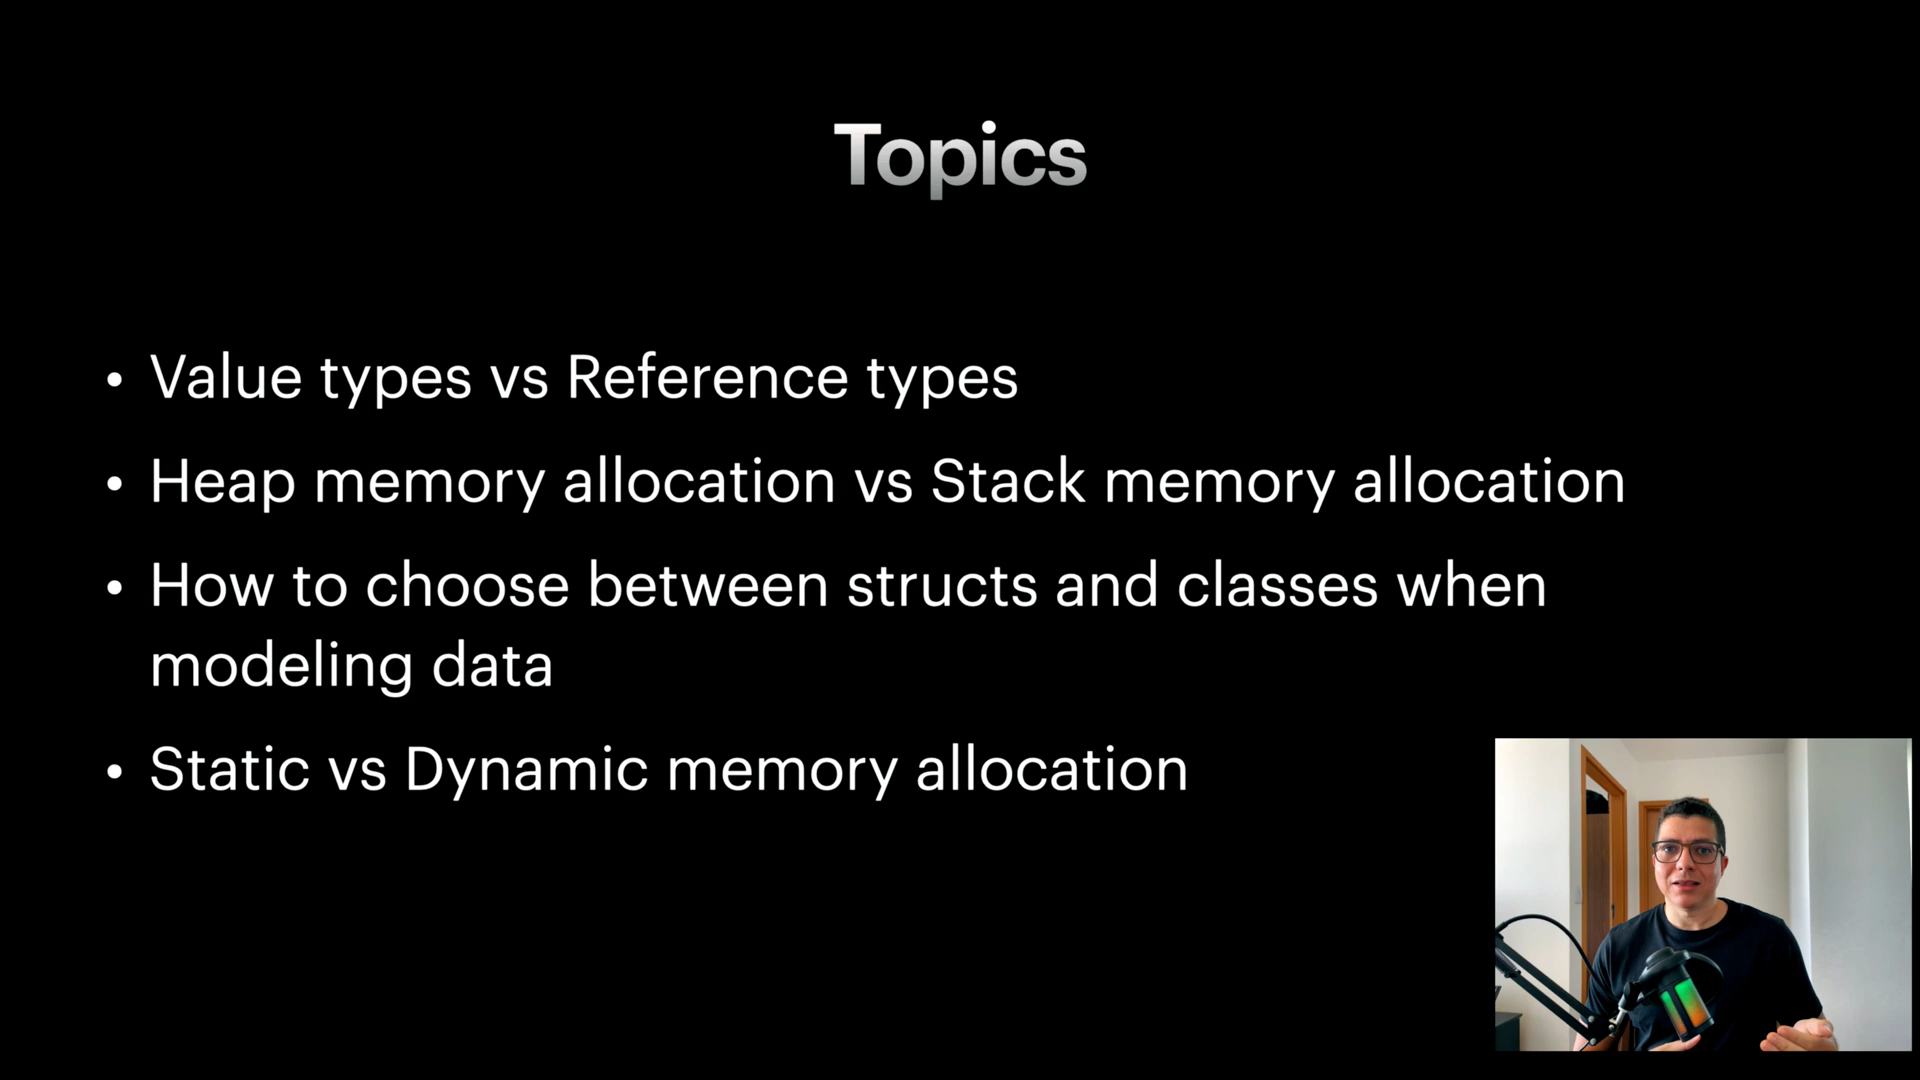 Topics
• Value types vs Reference types
• Heap memory allocation vs Stack memory allocation
• How to choose between structs and classes when
modeling data
• Static vs Dynamic memory allocation